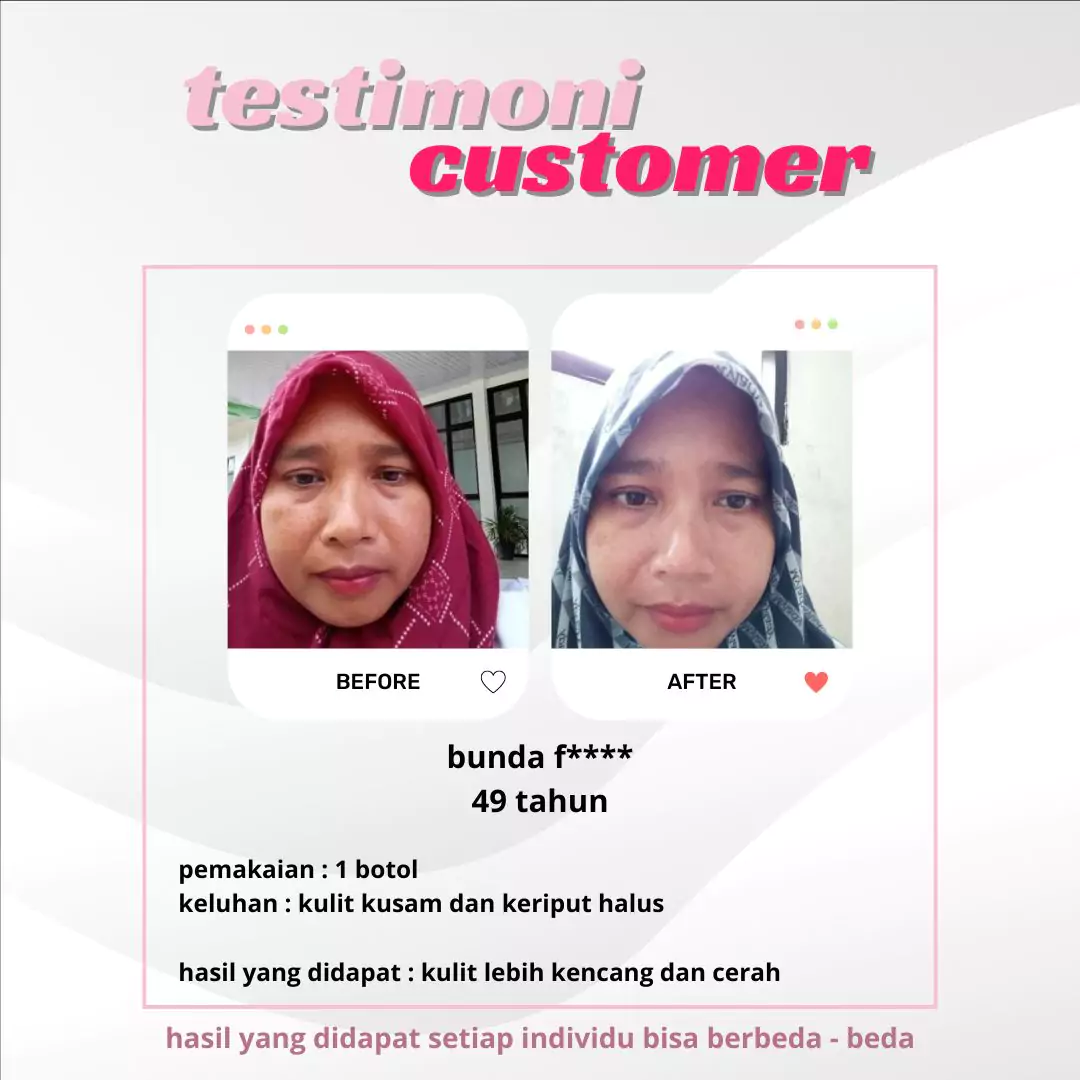 testimoni
customer
BEFORE
AFTER
bunda f****
49 tahun
pemakaian : 1 botol
keluhan : kulit kusam dan keriput halus
hasil yang didapat : kulit lebih kencang dan cerah
hasil yang didapat setiap individu bisa berbeda - beda